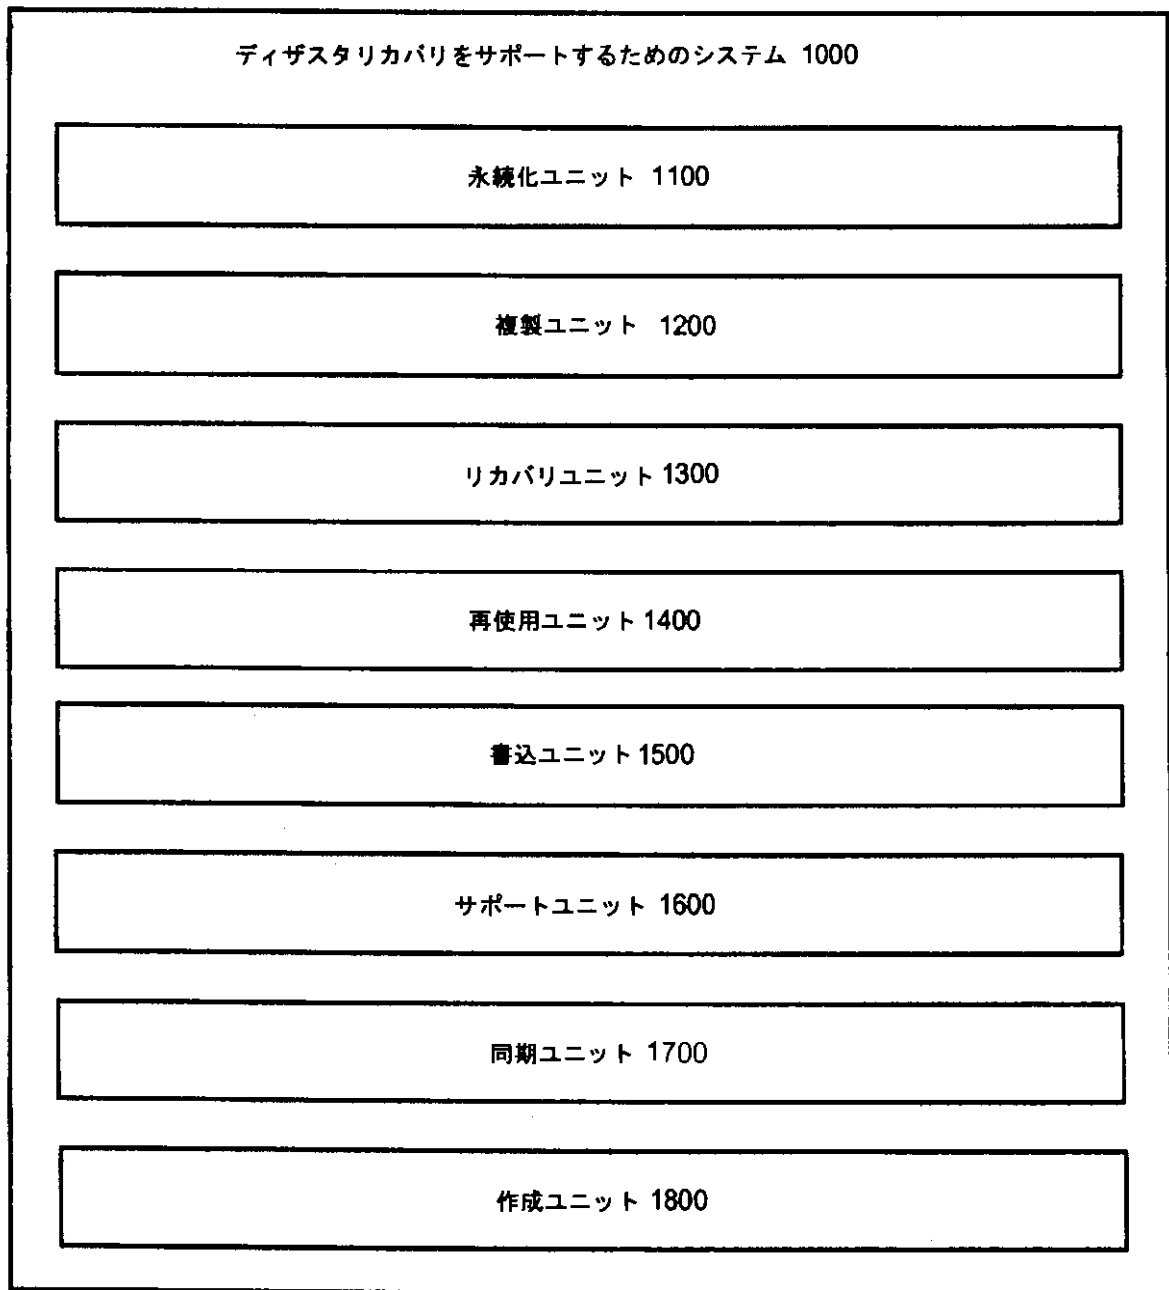 ディザスタリカバリをサポートするためのシステム 1000
永続化ユニット 1100
複製ユニット 1200
リカバリユニット 1300
再使用ユニット 1400
書込ユニット 1500
サポートユニット 1600
同期ユニット 1700
作成ユニット 1800